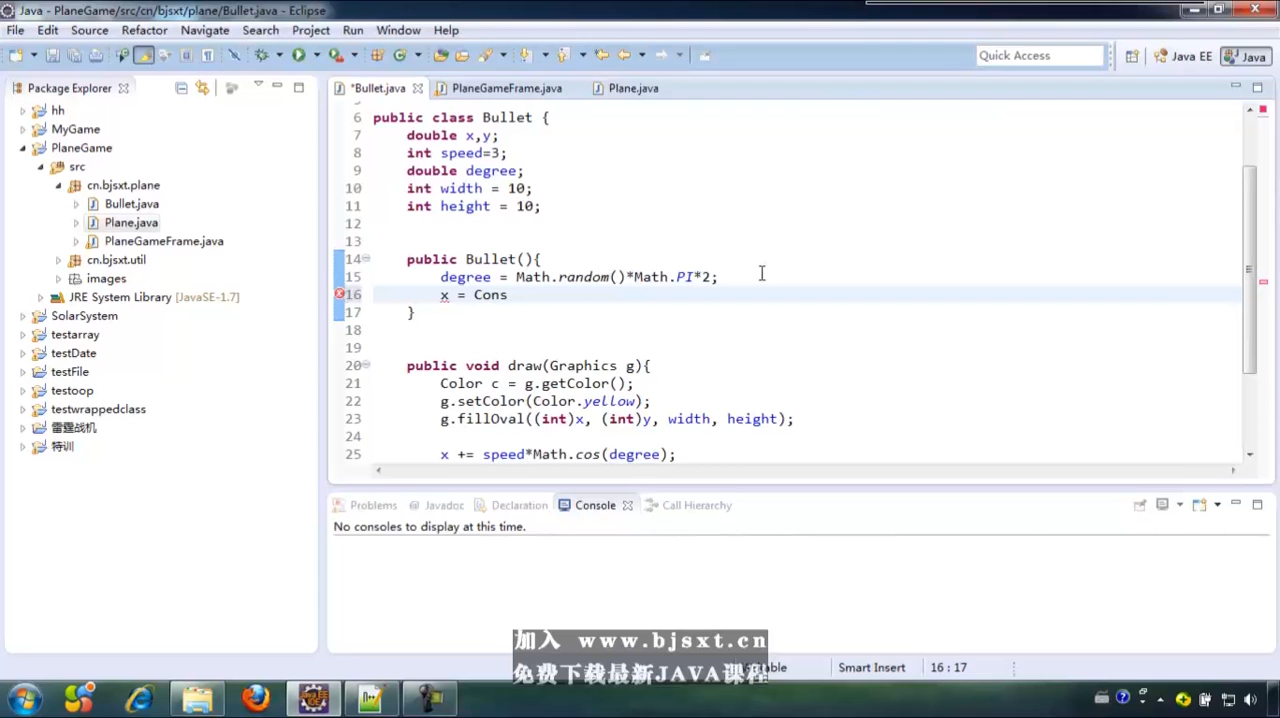 Java - PlaneGame/src/cn/bjsxt/plane/Bullet.java - Eclipse
File Edit Source Refactor Navigate Search Project Run Window Help
Quick Access
Java EE
Java
Package Explorer
*Bullet.java
PlaneGameFrame.java
Plane.java
hh
MyGame
PlaneGame
src
cn.bjsxt.plane
Bullet.java
Plane.java
PlaneGameFrame.java
cn.bjsxt.util
images
JRE System Library [JavaSE-1.7]
SolarSystem
testarray
testDate
testFile
testoop
testwrappedclass
雷霆战机
特训
6 public class Bullet {
7 double x,y;
8 int speed=3;
9 double degree;
10 int width = 10;
11 int height = 10;
12
13
14 public Bullet(){
15 degree = Math.random()*Math.PI*2;
16 x = Cons
17 }
18
19
20 public void draw(Graphics g){
21 Color c = g.getColor();
22 g.setColor(Color.yellow);
23 g.fillOval((int)x, (int)y, width, height);
24
25 x += speed*Math.cos(degree);
Problems @ Javadoc Declaration Console Call Hierarchy
No consoles to display at this time.
加入 www.bjsxt.cn
免费下载最新JAVA课程
Smart Insert
16 : 17